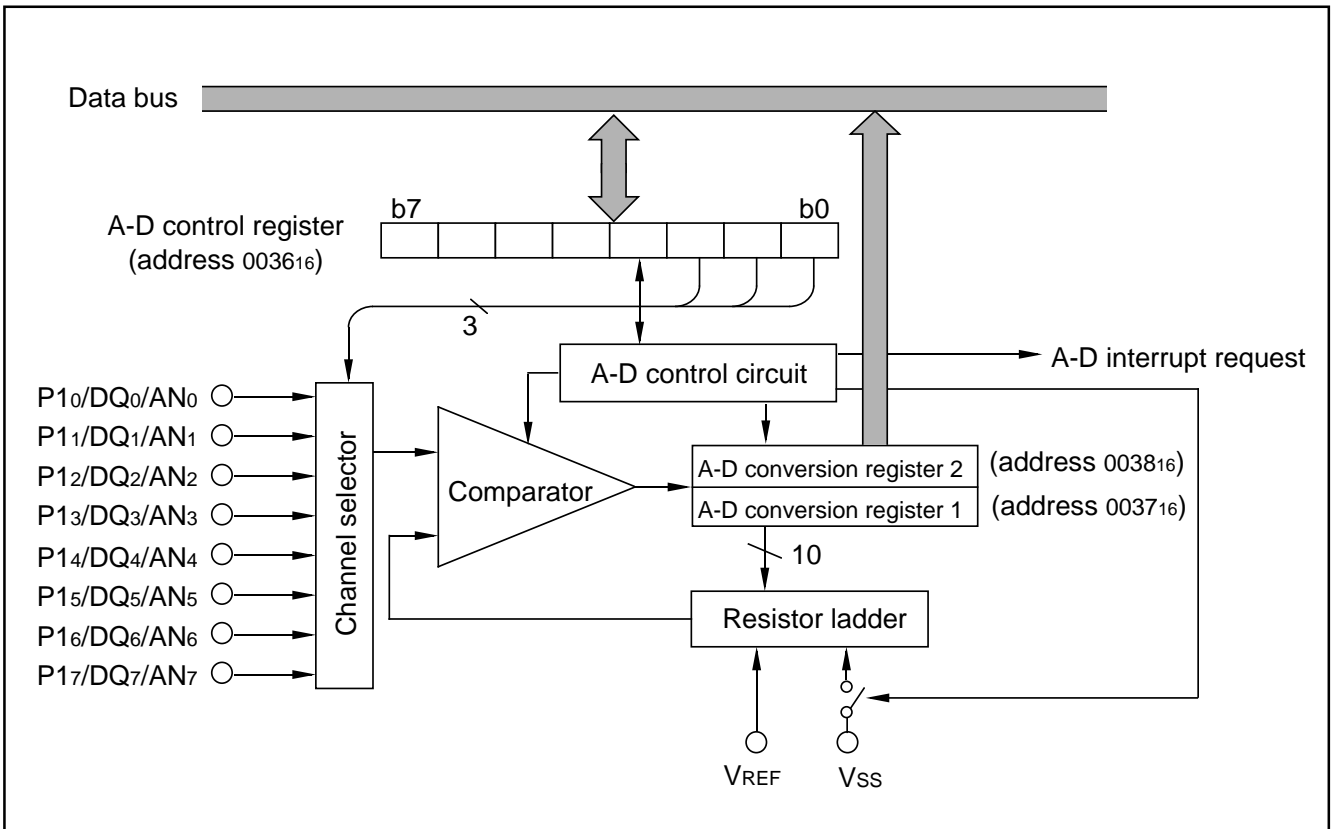 Data bus
b7 b0
A-D control register
(address 0036₁₆)
3
A-D control circuit
A-D interrupt request
P1₀/DQ₀/AN₀
P1₁/DQ₁/AN₁
P1₂/DQ₂/AN₂
P1₃/DQ₃/AN₃
P1₄/DQ₄/AN₄
P1₅/DQ₅/AN₅
P1₆/DQ₆/AN₆
P1₇/DQ₇/AN₇
Channel selector
Comparator
A-D conversion register 2 (address 0038₁₆)
A-D conversion register 1 (address 0037₁₆)
10
Resistor ladder
VREF VSS